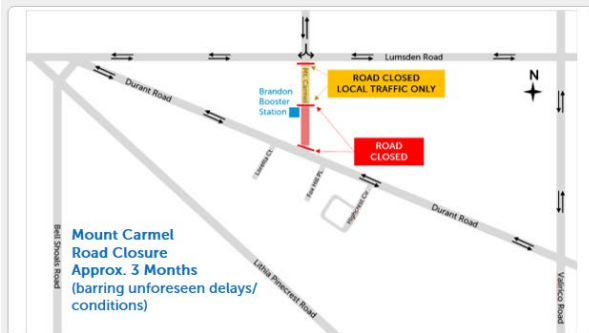 Lumsden Road
Mt. Carmel
ROAD CLOSED
LOCAL TRAFFIC ONLY
N
Durant Road
Brandon
Booster
Station
ROAD
CLOSED
Loretta Ct
Fox Hill PL
Highcrest Cir
Durant Road
Bell Shoals Road
Mount Carmel
Road Closure
Approx. 3 Months
(barring unforeseen delays/
conditions)
Lithia Pinecrest Road
Valrico Road